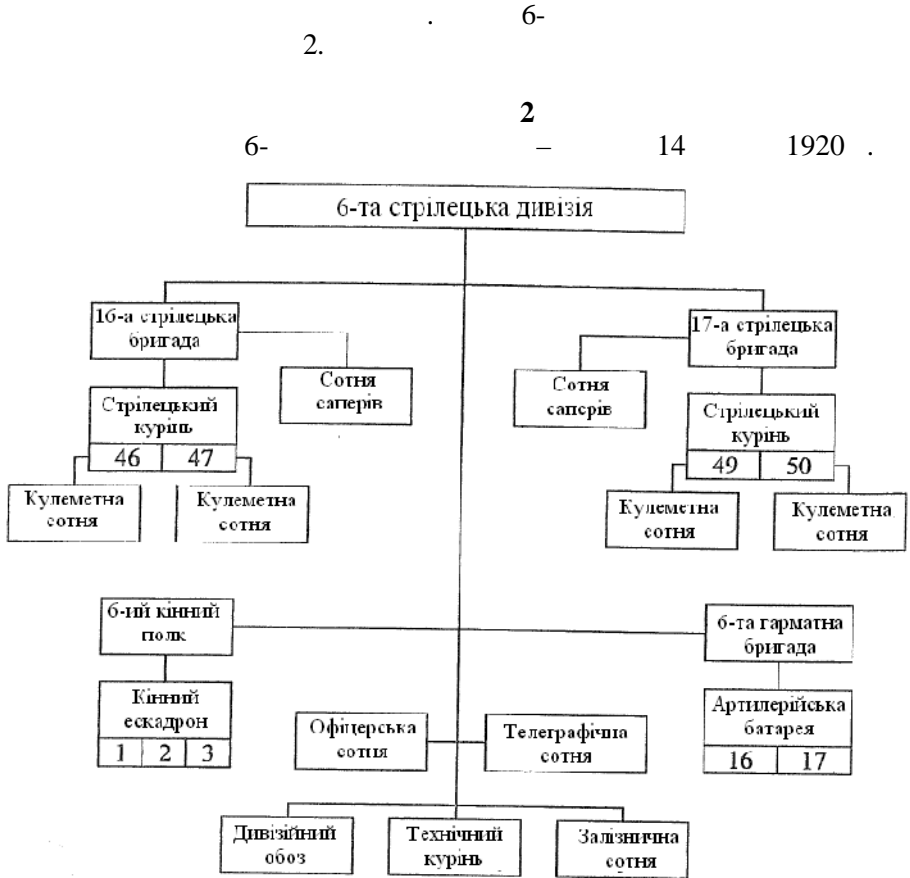 . 6-
2.
2
6- – 14 1920 .
6-та стрілецька дивізія
16-а стрілецька
бригада
17-а стрілецька
бригада
Сотня
саперів
Сотня
саперів
Стрілецький
курінь
46 47
Стрілецький
курінь
49 50
Кулеметна
сотня
Кулеметна
сотня
Кулеметна
сотня
Кулеметна
сотня
6-ий кінний
полк
6-та гарматна
бригада
Кінний
ескадрон
1 2 3
Офіцерська
сотня
Телеграфічна
сотня
Артилерійська
батарея
16 17
Дивізійний
обоз
Технічний
курінь
Залізнична
сотня